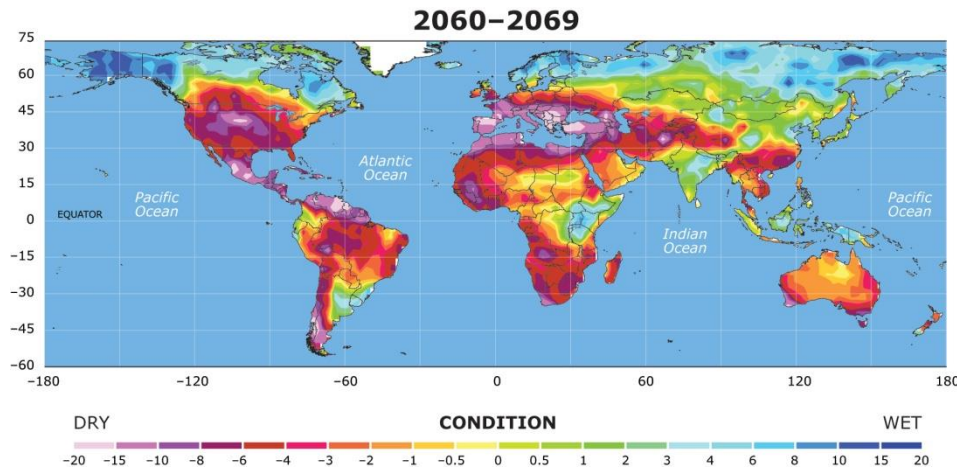 2060–2069
75
60
45
30
15
0
−15
−30
−45
−60
Atlantic
Ocean
Pacific
Ocean
Pacific
Ocean
EQUATOR
Indian
Ocean
−180 −120 −60 0 60 120 180
DRY CONDITION WET
−20 −15 −10 −8 −6 −4 −3 −2 −1 −0.5 0 0.5 1 2 3 4 6 8 10 15 20